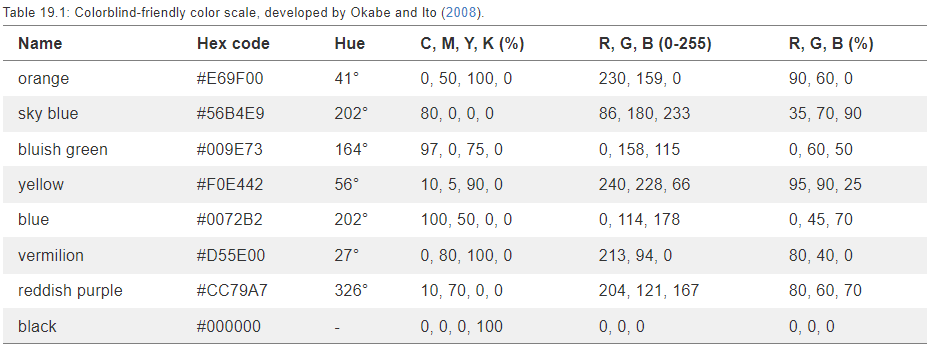 Table 19.1: Colorblind-friendly color scale, developed by Okabe and Ito (2008).
Name Hex code Hue C, M, Y, K (%) R, G, B (0-255) R, G, B (%)
orange #E69F00 41° 0, 50, 100, 0 230, 159, 0 90, 60, 0
sky blue #56B4E9 202° 80, 0, 0, 0 86, 180, 233 35, 70, 90
bluish green #009E73 164° 97, 0, 75, 0 0, 158, 115 0, 60, 50
yellow #F0E442 56° 10, 5, 90, 0 240, 228, 66 95, 90, 25
blue #0072B2 202° 100, 50, 0, 0 0, 114, 178 0, 45, 70
vermilion #D55E00 27° 0, 80, 100, 0 213, 94, 0 80, 40, 0
reddish purple #CC79A7 326° 10, 70, 0, 0 204, 121, 167 80, 60, 70
black #000000 - 0, 0, 0, 100 0, 0, 0 0, 0, 0